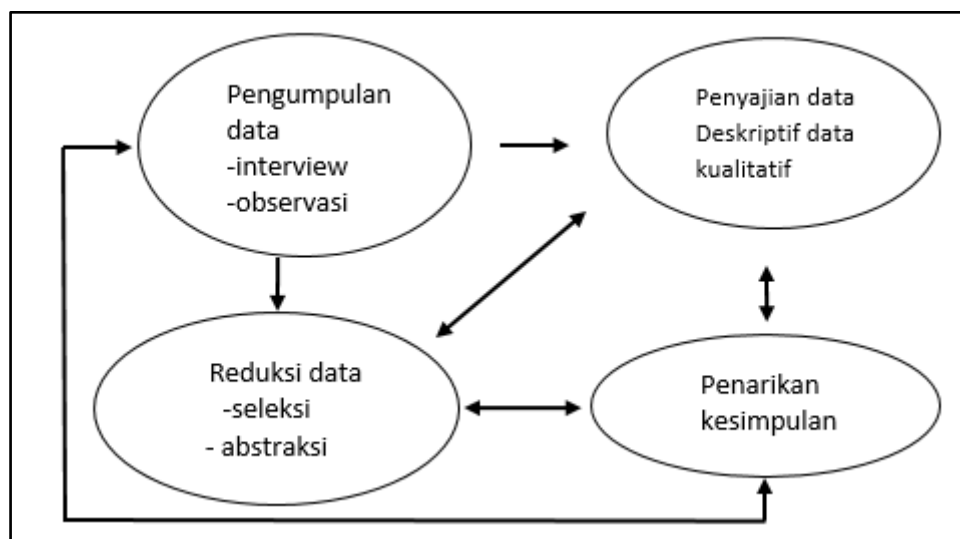 Pengumpulan
data
-interview
-observasi
Penyajian data
Deskriptif data
kualitatif
Reduksi data
-seleksi
- abstraksi
Penarikan
kesimpulan